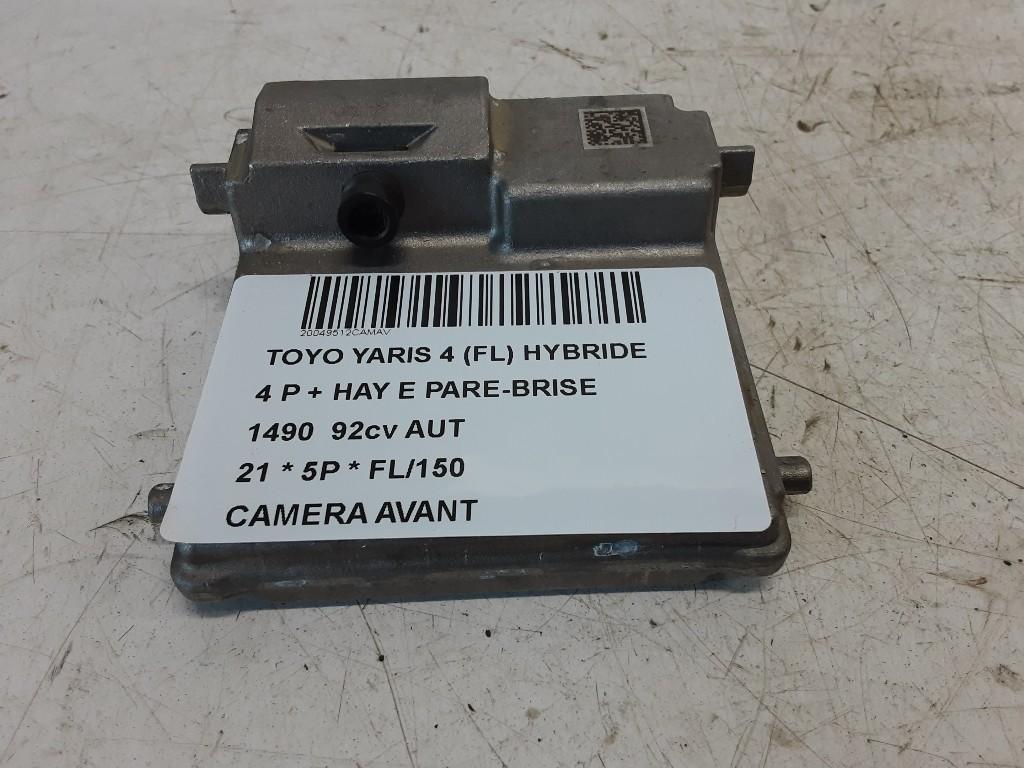 20049512CAMAV
TOYO YARIS 4 (FL) HYBRIDE
4 P + HAY E PARE-BRISE
1490 92cv AUT
21 * 5P * FL/150
CAMERA AVANT